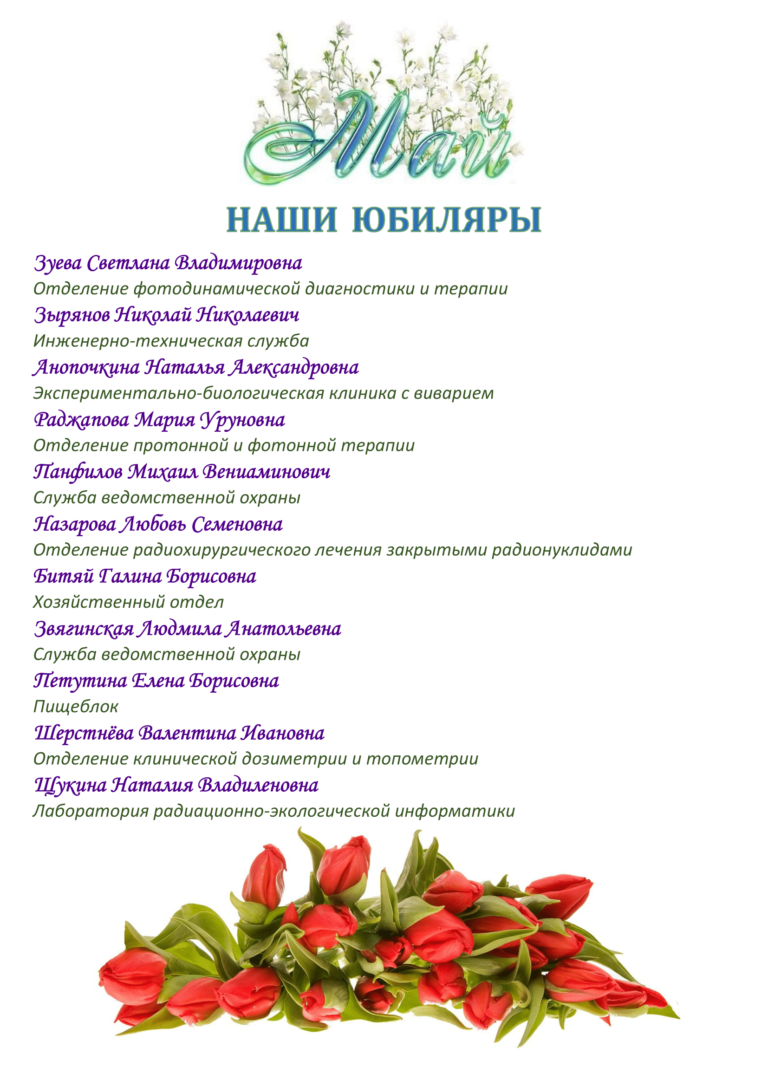 Май
НАШИ ЮБИЛЯРЫ
Зуева Светлана Владимировна
Отделение фотодинамической диагностики и терапии
Зырянов Николай Николаевич
Инженерно-техническая служба
Анопочкина Наталья Александровна
Экспериментально-биологическая клиника с виварием
Раджапова Мария Уруновна
Отделение протонной и фотонной терапии
Панфилов Михаил Вениаминович
Служба ведомственной охраны
Назарова Любовь Семеновна
Отделение радиохирургического лечения закрытыми радионуклидами
Битяй Галина Борисовна
Хозяйственный отдел
Звягинская Людмила Анатольевна
Служба ведомственной охраны
Петутина Елена Борисовна
Пищеблок
Шерстнёва Валентина Ивановна
Отделение клинической дозиметрии и топометрии
Щукина Наталия Владиленовна
Лаборатория радиационно-экологической информатики